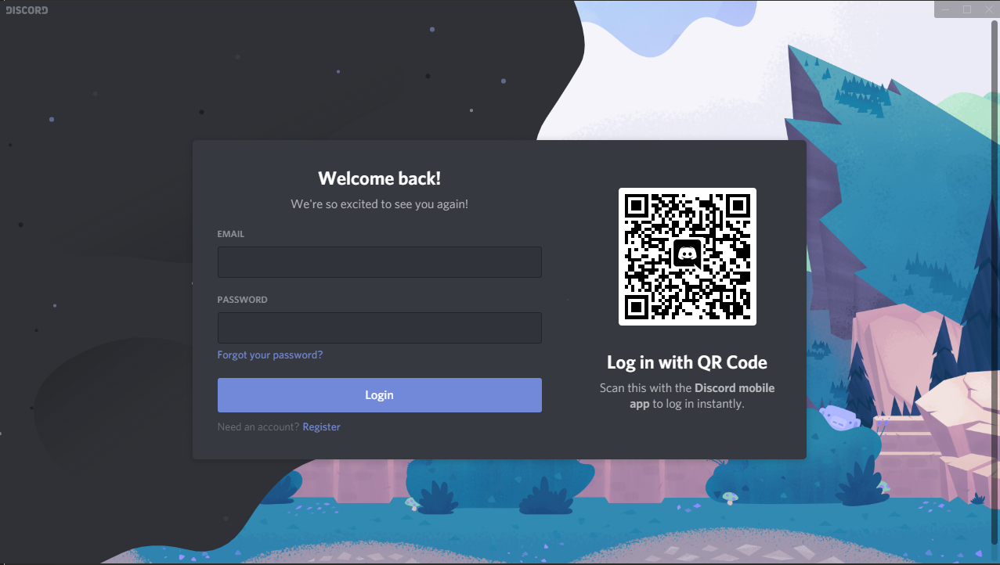 DISCORD
Welcome back!
We're so excited to see you again!
EMAIL
PASSWORD
Forgot your password?
Login
Need an account? Register
Log in with QR Code
Scan this with the Discord mobile
app to log in instantly.